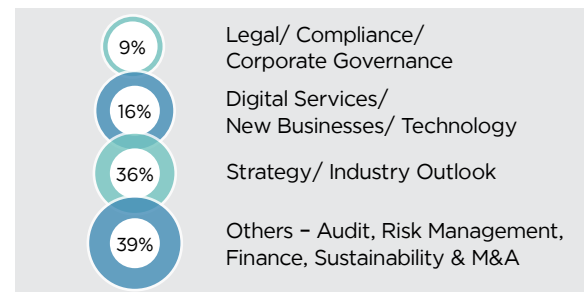 9%
Legal/ Compliance/
Corporate Governance
16%
Digital Services/
New Businesses/ Technology
36%
Strategy/ Industry Outlook
39%
Others – Audit, Risk Management,
Finance, Sustainability & M&A